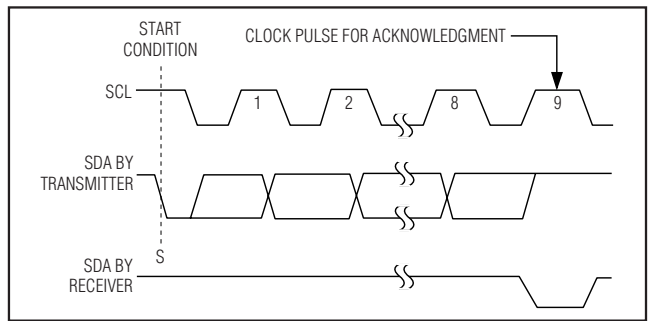 START
CONDITION
CLOCK PULSE FOR ACKNOWLEDGMENT
SCL
1
2
8
9
SDA BY
TRANSMITTER
S
SDA BY
RECEIVER